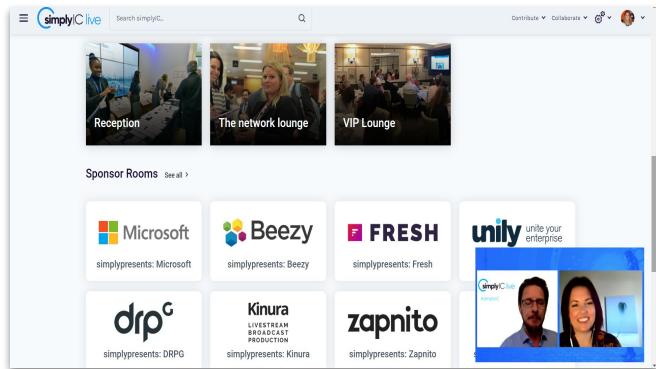 simplyIC live
Search simplyIC...
Contribute
Collaborate
Reception
The network lounge
VIP Lounge
Sponsor Rooms See all >
Microsoft
Beezy
FRESH
unily unite your
enterprise
simplypresents: Microsoft
simplypresents: Beezy
simplypresents: Fresh
simplyIC live
drpG
Kinura
LIVESTREAM
BROADCAST
PRODUCTION
zapnito
simplypresents: DRPG
simplypresents: Kinura
simplypresents: Zapnito